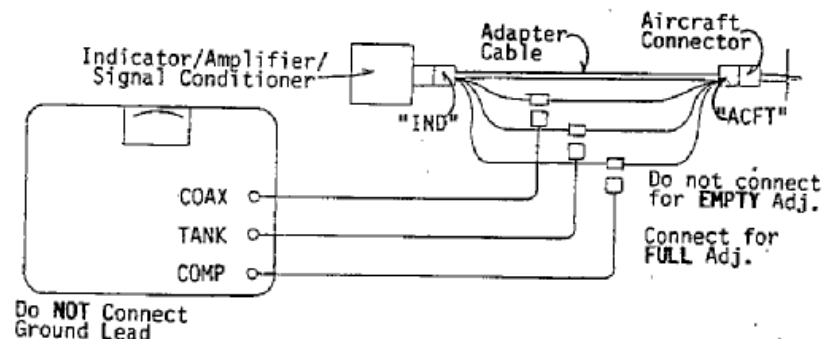 Indicator/Amplifier/
Signal Conditioner
Adapter
Cable
Aircraft
Connector
"IND"
"ACFT"
COAX
TANK
COMP
Do not connect
for EMPTY Adj.
Connect for
FULL Adj.
Do NOT Connect
Ground Lead